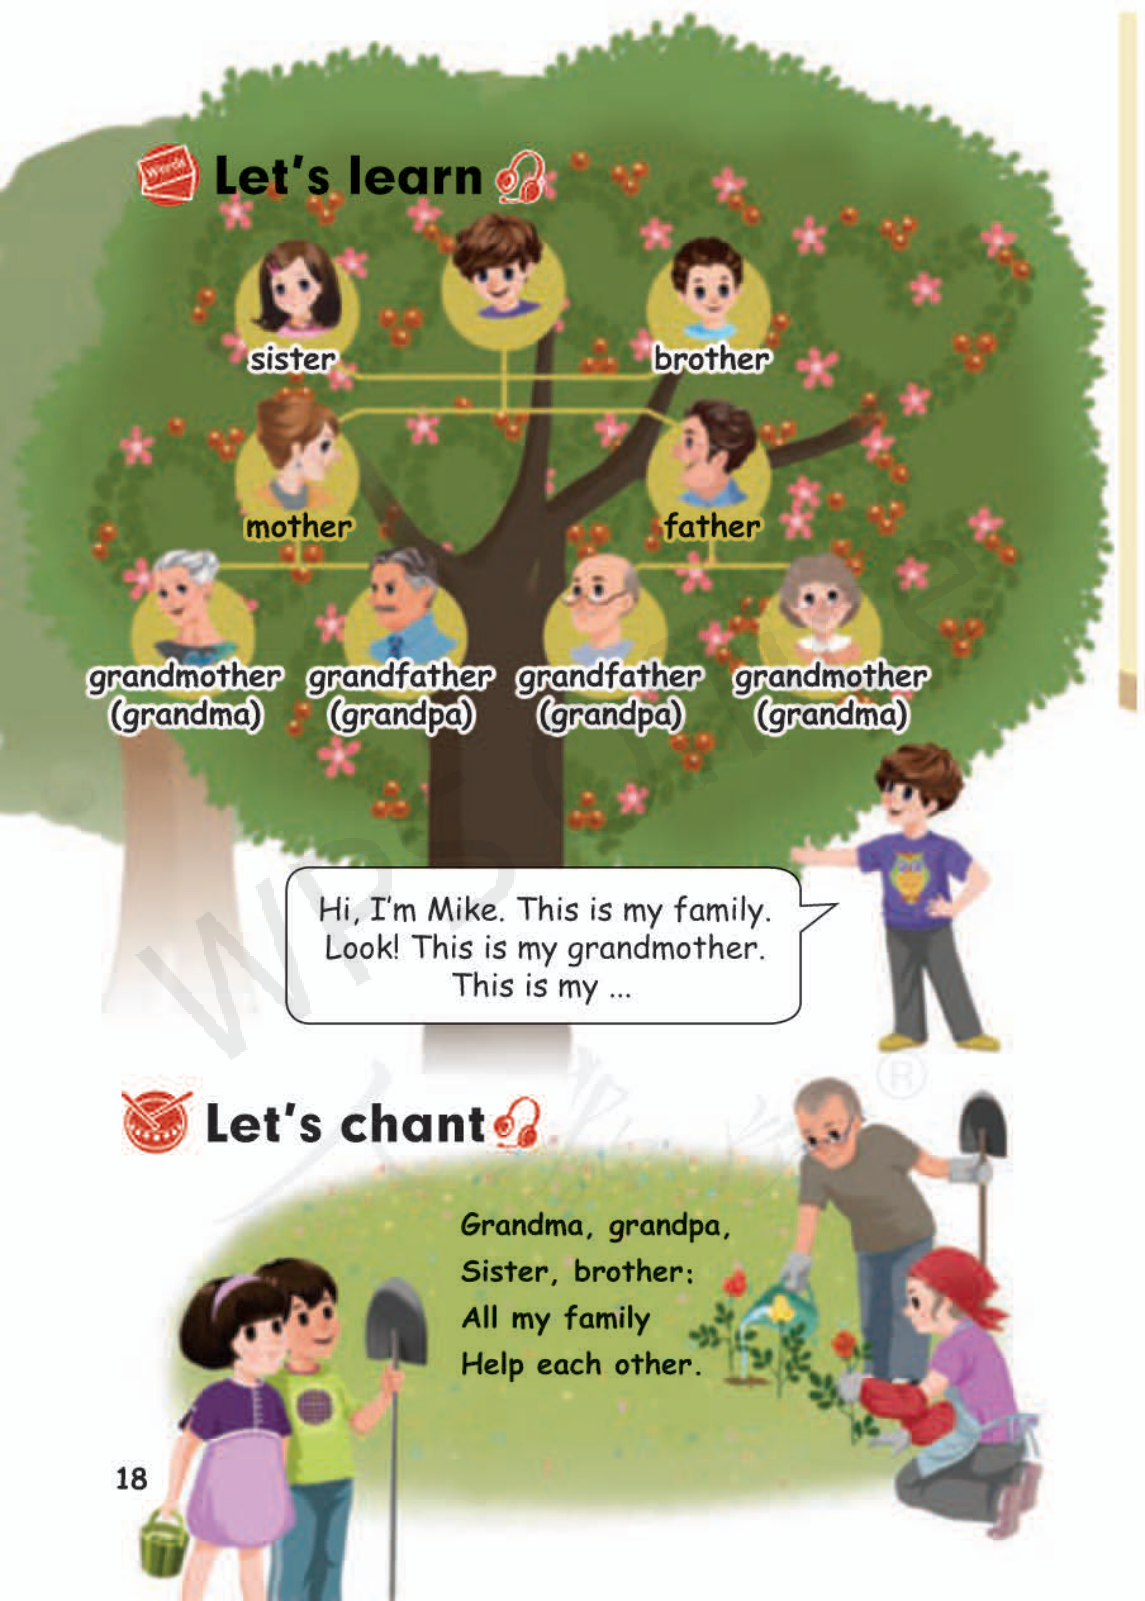 Words
Let's learn
sister
brother
mother
father
grandmother
(grandma)
grandfather
(grandpa)
grandfather
(grandpa)
grandmother
(grandma)
Hi, I'm Mike. This is my family.
Look! This is my grandmother.
This is my ...
Let's chant
®
Grandma, grandpa,
Sister, brother:
All my family
Help each other.
18